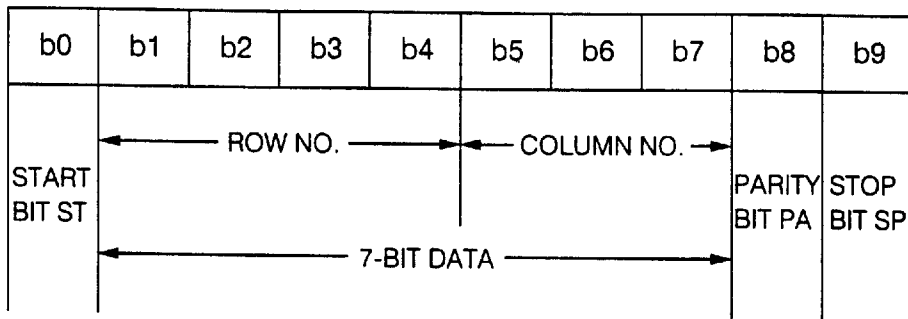 b0 b1 b2 b3 b4 b5 b6 b7 b8 b9
ROW NO. COLUMN NO.
START BIT ST
PARITY BIT PA
STOP BIT SP
7-BIT DATA